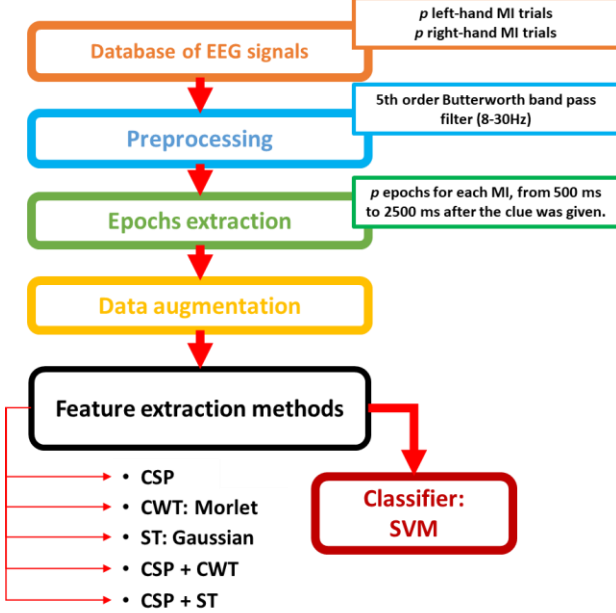 p left-hand MI trials
p right-hand MI trials
Database of EEG signals
5th order Butterworth band pass
filter (8-30Hz)
Preprocessing
p epochs for each MI, from 500 ms
to 2500 ms after the clue was given.
Epochs extraction
Data augmentation
Feature extraction methods
• CSP
• CWT: Morlet
• ST: Gaussian
• CSP + CWT
• CSP + ST
Classifier:
SVM